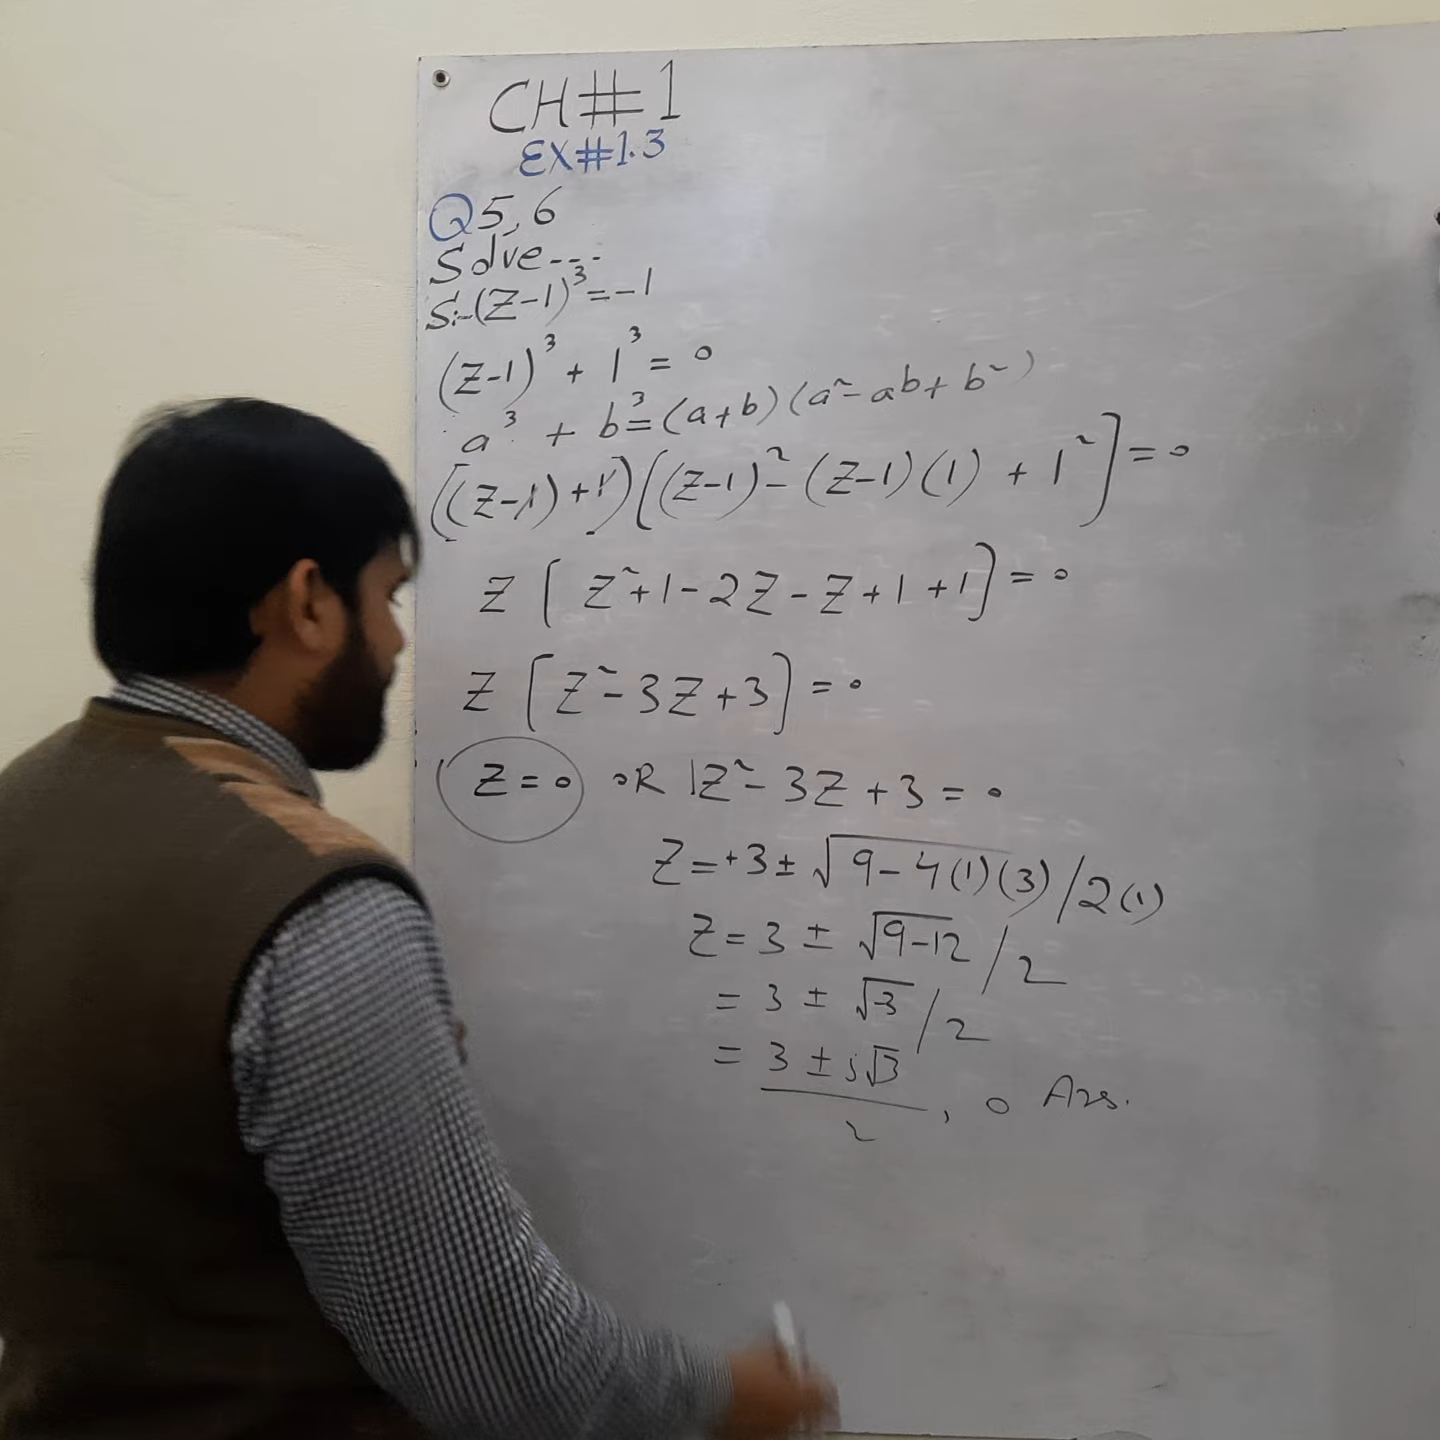 CH#1
EX#1.3
Q5,6
Solve---
S:-(Z-1)³=-1
(Z-1)³ + 1³ = 0
a³ + b³=(a+b)(a²-ab+b²)
((Z-1)+1)[(Z-1)²-(Z-1)(1) + 1²]=0
Z [Z²+1-2Z-Z+1+1]=0
Z [Z²-3Z+3]=0
Z=0 OR 1Z²-3Z+3=0
Z=+3±√9-4(1)(3)/2(1)
Z=3±√9-12/2
= 3 ± √-3/2
= 3 ± i√3/2, 0 Ans.